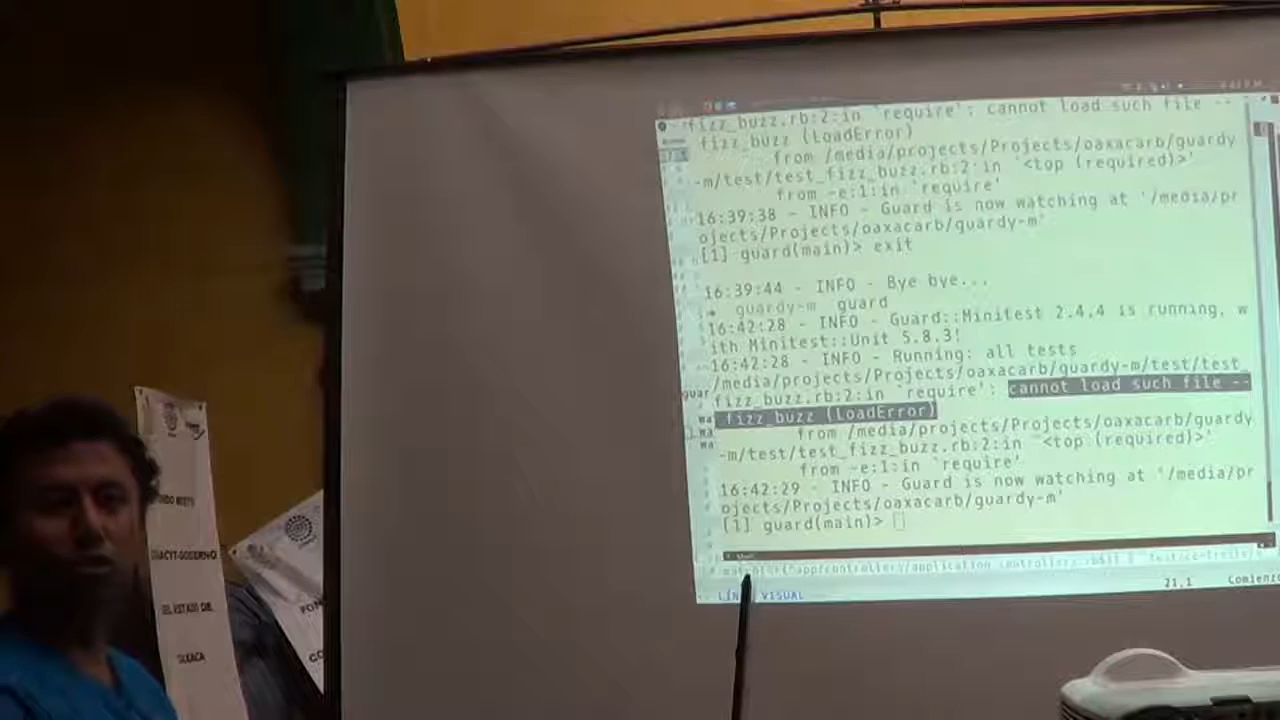 fizz_buzz.rb:2:in `require': cannot load such file --
fizz_buzz (LoadError)
from /media/projects/Projects/oaxacarb/guardy
-m/test/test_fizz_buzz.rb:2:in `<top (required)>'
from -e:1:in `require'
16:39:38 - INFO - Guard is now watching at '/media/pr
ojects/Projects/oaxacarb/guardy-m'
[1] guard(main)> exit
16:39:44 - INFO - Bye bye...
guardy-m guard
16:42:28 - INFO - Guard::Minitest 2.4.4 is running, w
ith Minitest::Unit 5.8.3!
16:42:28 - INFO - Running: all tests
/media/projects/Projects/oaxacarb/guardy-m/test/test_
fizz_buzz.rb:2:in `require': cannot load such file --
fizz_buzz (LoadError)
from /media/projects/Projects/oaxacarb/guardy
-m/test/test_fizz_buzz.rb:2:in `<top (required)>'
from -e:1:in `require'
16:42:29 - INFO - Guard is now watching at '/media/pr
ojects/Projects/oaxacarb/guardy-m'
[1] guard(main)>
21,1
VISUAL
OAXACA